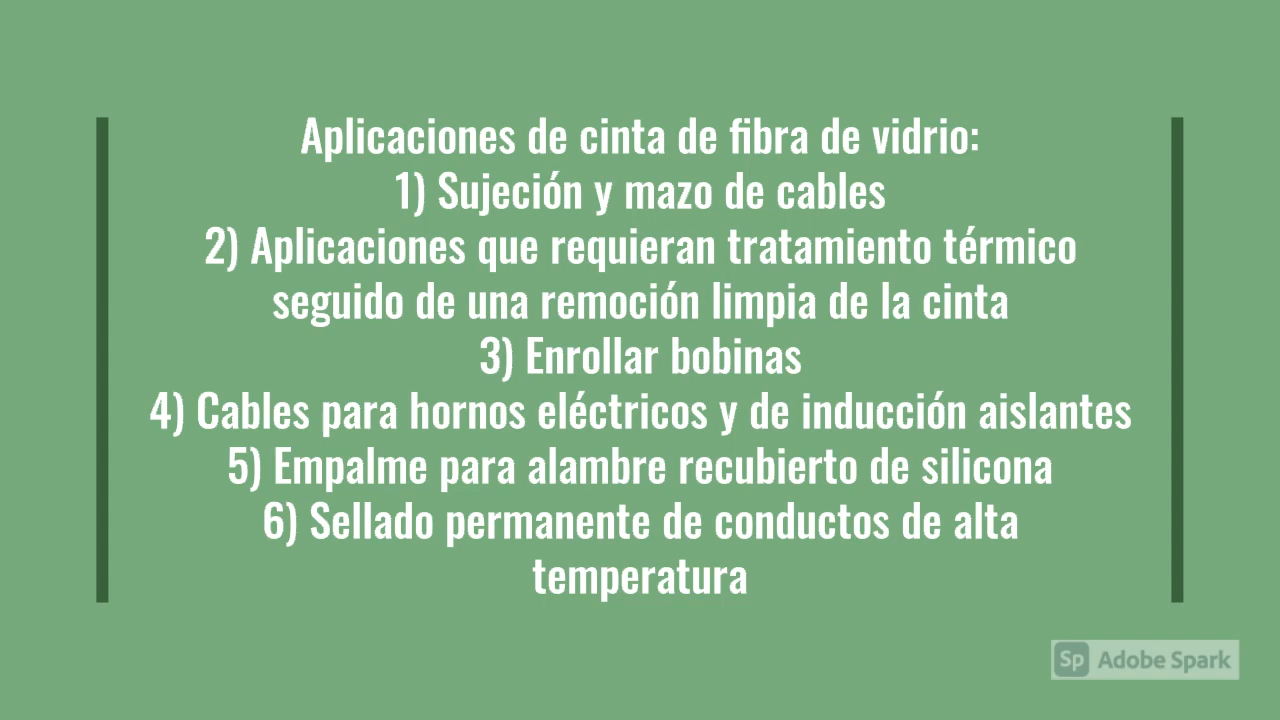 Aplicaciones de cinta de fibra de vidrio:
1) Sujeción y mazo de cables
2) Aplicaciones que requieran tratamiento térmico
seguido de una remoción limpia de la cinta
3) Enrollar bobinas
4) Cables para hornos eléctricos y de inducción aislantes
5) Empalme para alambre recubierto de silicona
6) Sellado permanente de conductos de alta
temperatura
Sp Adobe Spark